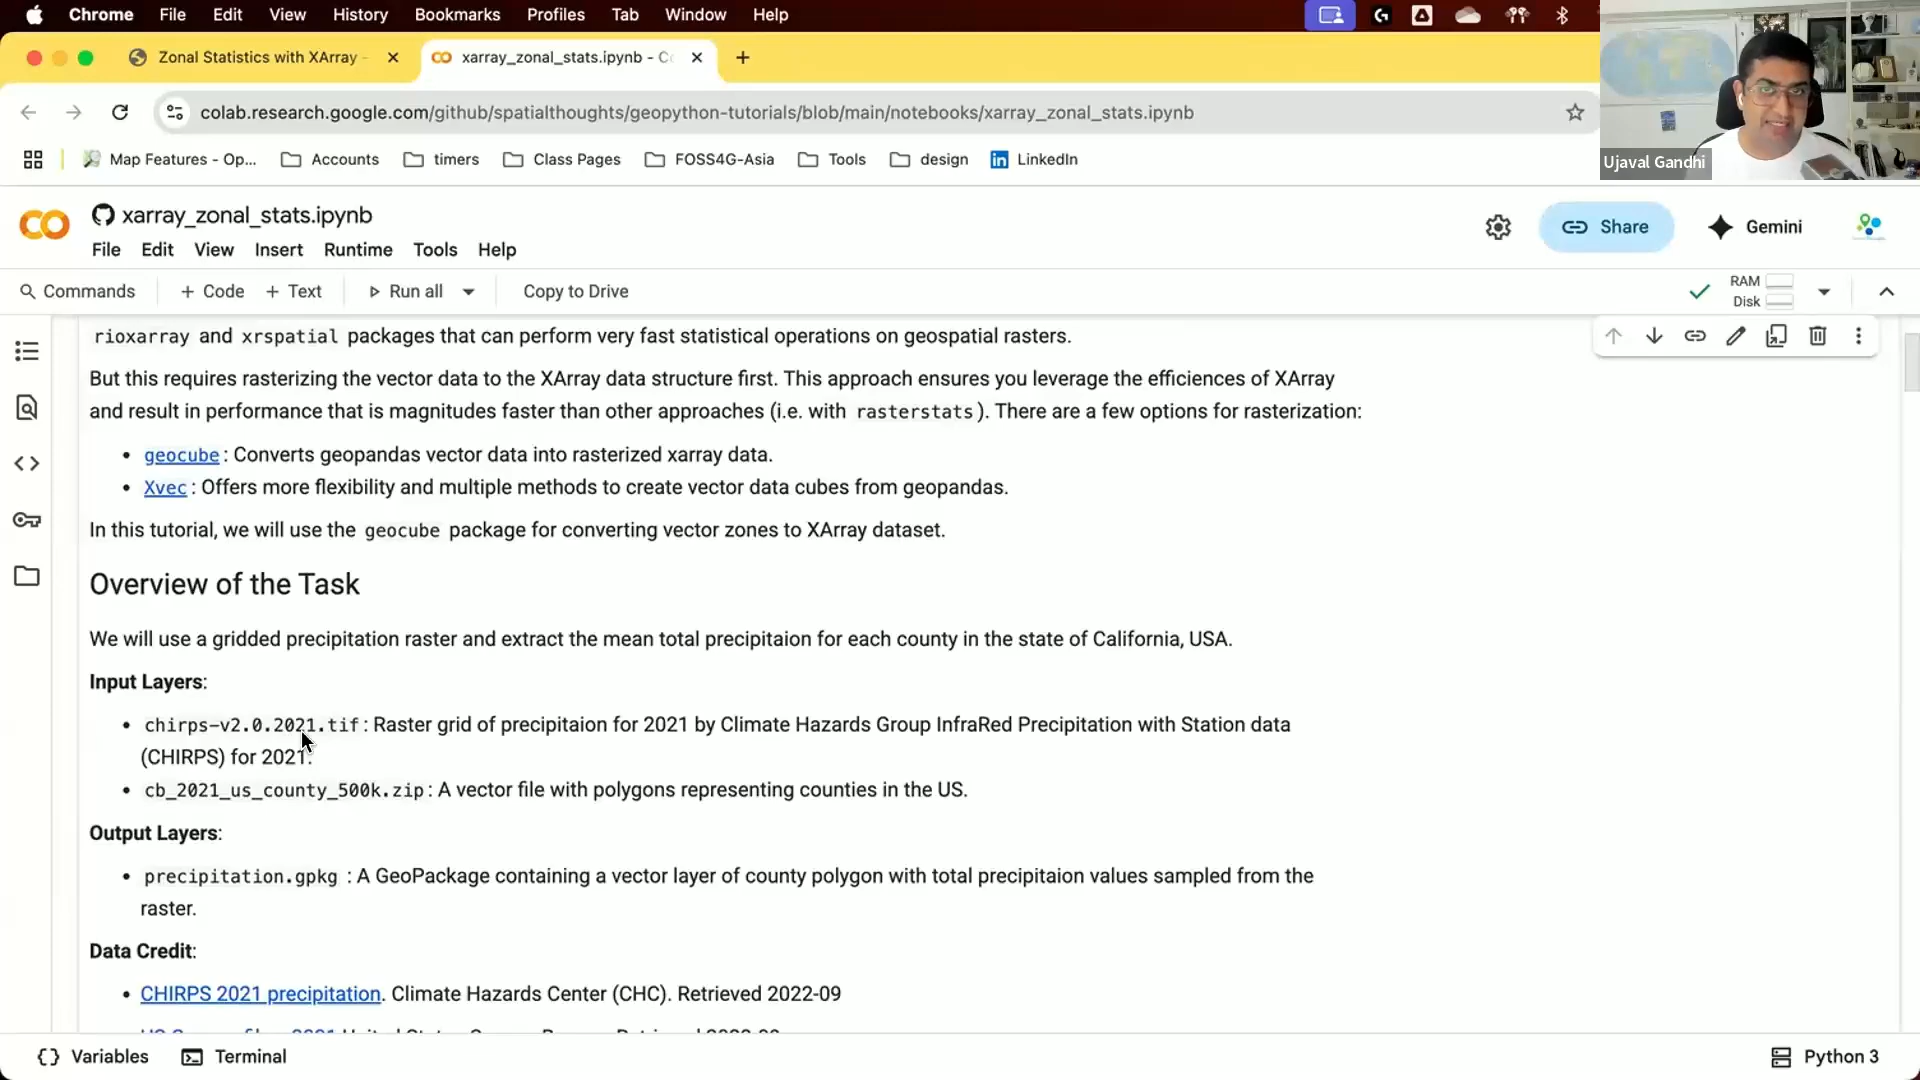 Chrome File Edit View History Bookmarks Profiles Tab Window Help
Zonal Statistics with XArray - xarray_zonal_stats.ipynb - Co
colab.research.google.com/github/spatialthoughts/geopython-tutorials/blob/main/notebooks/xarray_zonal_stats.ipynb
Map Features - Op... Accounts timers Class Pages FOSS4G-Asia Tools design LinkedIn
Ujaval Gandhi
xarray_zonal_stats.ipynb
File Edit View Insert Runtime Tools Help
Share Gemini
Commands + Code + Text Run all Copy to Drive
RAM
Disk
rioxarray and xrspatial packages that can perform very fast statistical operations on geospatial rasters.
But this requires rasterizing the vector data to the XArray data structure first. This approach ensures you leverage the efficiences of XArray
and result in performance that is magnitudes faster than other approaches (i.e. with rasterstats). There are a few options for rasterization:
• geocube: Converts geopandas vector data into rasterized xarray data.
• Xvec: Offers more flexibility and multiple methods to create vector data cubes from geopandas.
In this tutorial, we will use the geocube package for converting vector zones to XArray dataset.
Overview of the Task
We will use a gridded precipitation raster and extract the mean total precipitaion for each county in the state of California, USA.
Input Layers:
• chirps-v2.0.2021.tif: Raster grid of precipitaion for 2021 by Climate Hazards Group InfraRed Precipitation with Station data
(CHIRPS) for 2021.
• cb_2021_us_county_500k.zip: A vector file with polygons representing counties in the US.
Output Layers:
• precipitation.gpkg : A GeoPackage containing a vector layer of county polygon with total precipitaion values sampled from the
raster.
Data Credit:
• CHIRPS 2021 precipitation. Climate Hazards Center (CHC). Retrieved 2022-09
Variables Terminal Python 3